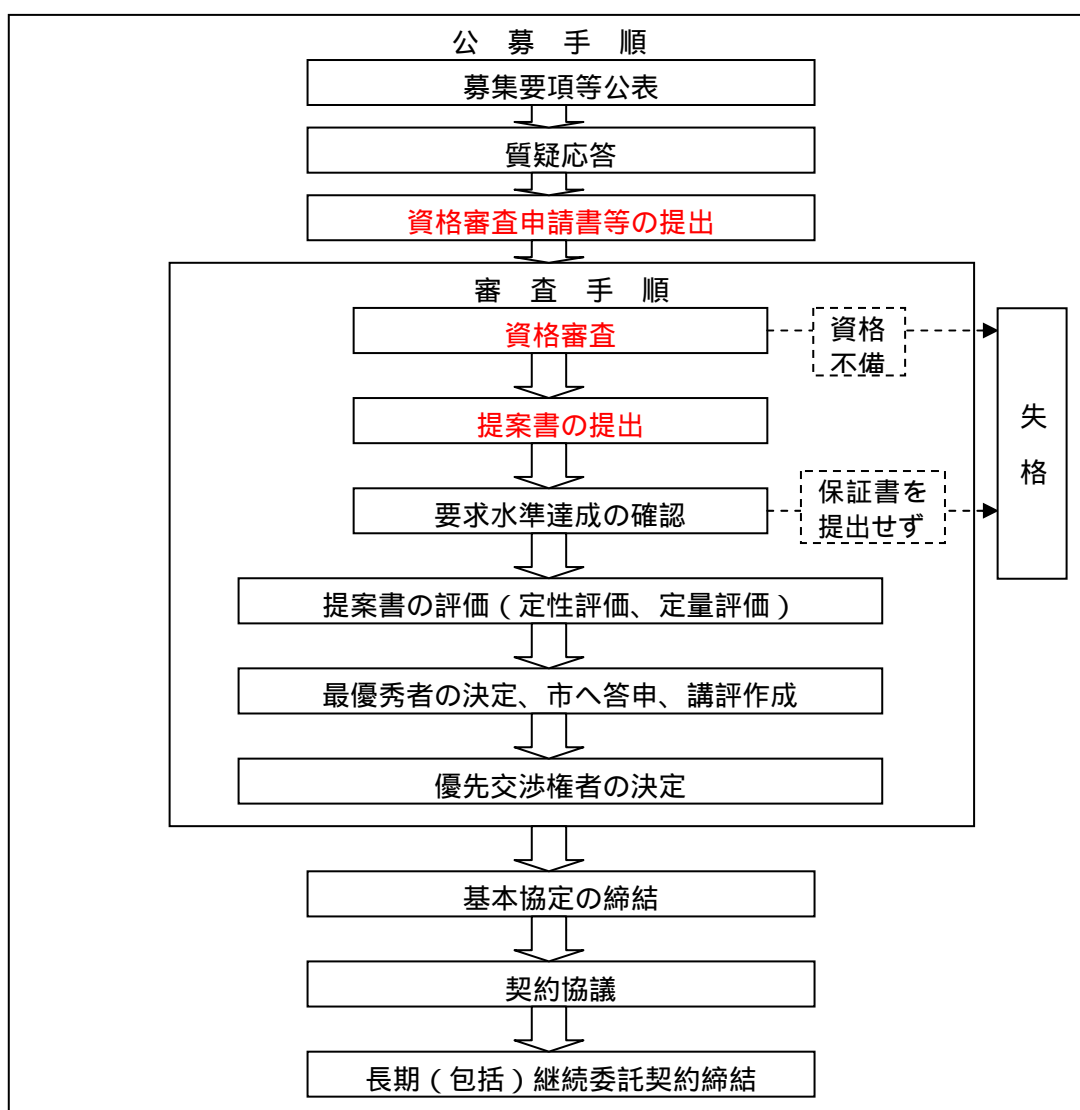 公　募　手　順
募集要項等公表
質疑応答
資格審査申請書等の提出
審　査　手　順
資格審査
資格
不備
提案書の提出
失
格
要求水準達成の確認
保証書を
提出せず
提案書の評価（定性評価、定量評価）
最優秀者の決定、市へ答申、講評作成
優先交渉権者の決定
基本協定の締結
契約協議
長期（包括）継続委託契約締結